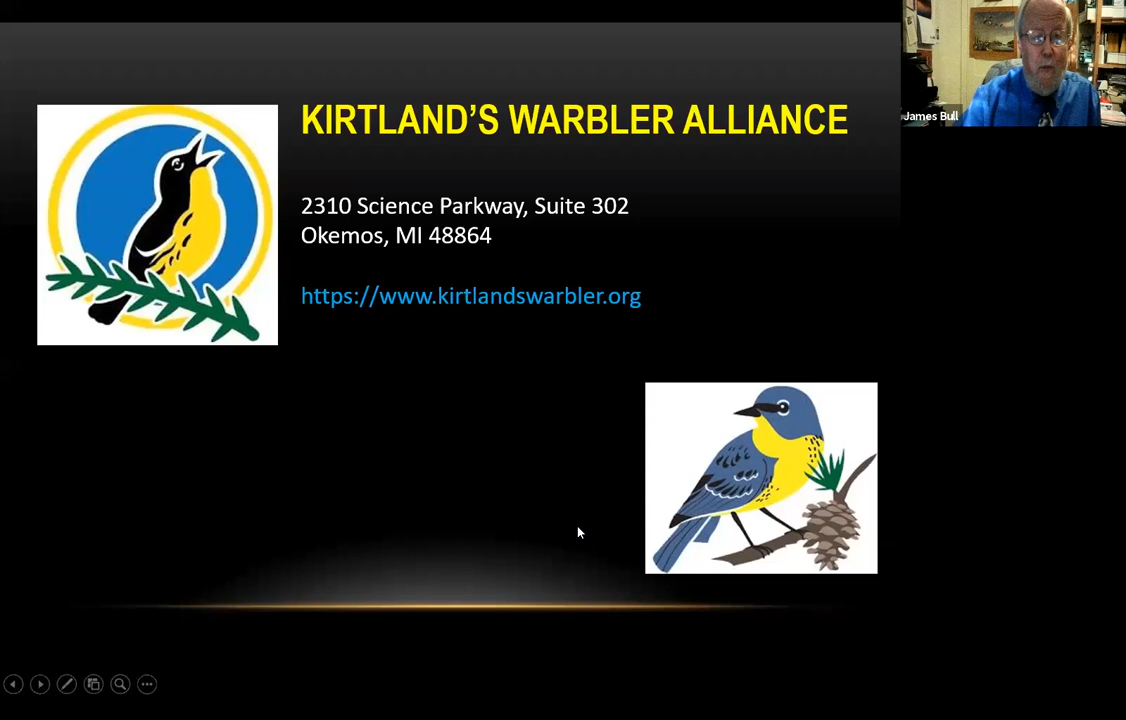 KIRTLAND'S WARBLER ALLIANCE
2310 Science Parkway, Suite 302
Okemos, MI 48864
https://www.kirtlandswarbler.org
James Bull